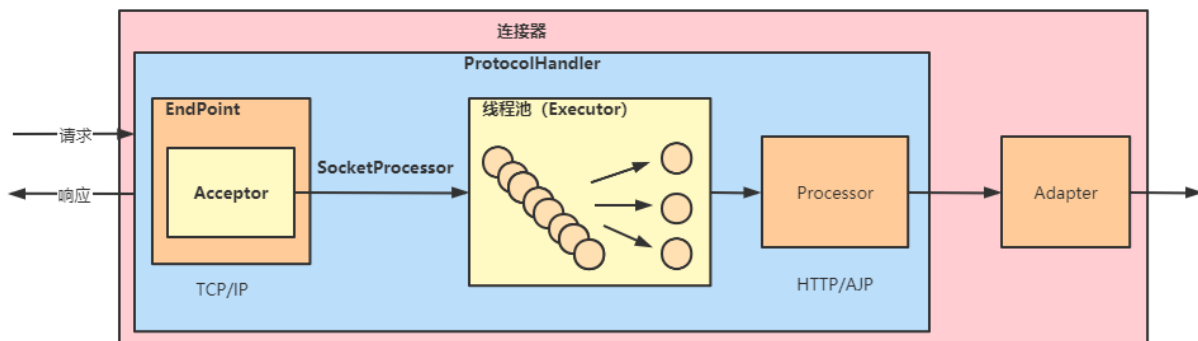 连接器
ProtocolHandler
EndPoint
线程池（Executor）
请求
SocketProcessor
响应
Acceptor
Processor
Adapter
TCP/IP
HTTP/AJP